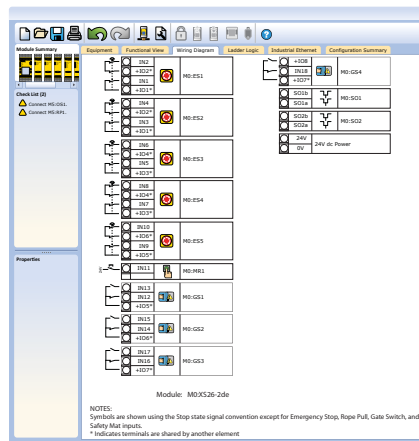 Module Summary
Equipment
Functional View
Wiring Diagram
Ladder Logic
Industrial Ethernet
Configuration Summary
Check List (2)
Connect M5:OS1.
Connect M5:RP1.
Properties
IN2
+IO2*
IN1
+IO1*
M0:ES1
IN4
+IO2*
IN3
+IO1*
M0:ES2
IN6
+IO4*
IN5
+IO3*
M0:ES3
IN8
+IO4*
IN7
+IO3*
M0:ES4
IN10
+IO6*
IN9
+IO5*
M0:ES5
IN11
M0:MR1
IN13
IN12
+IO5*
M0:GS1
IN15
IN14
+IO6*
M0:GS2
IN17
IN16
+IO7*
M0:GS3
+IO8
IN18
+IO7*
M0:GS4
SO1b
SO1a
M0:SO1
SO2b
SO2a
M0:SO2
24V
0V
24V dc Power
Module: M0:XS26-2de
NOTES:
Symbols are shown using the Stop state signal convention except for Emergency Stop, Rope Pull, Gate Switch, and
Safety Mat inputs.
* Indicates terminals are shared by another element